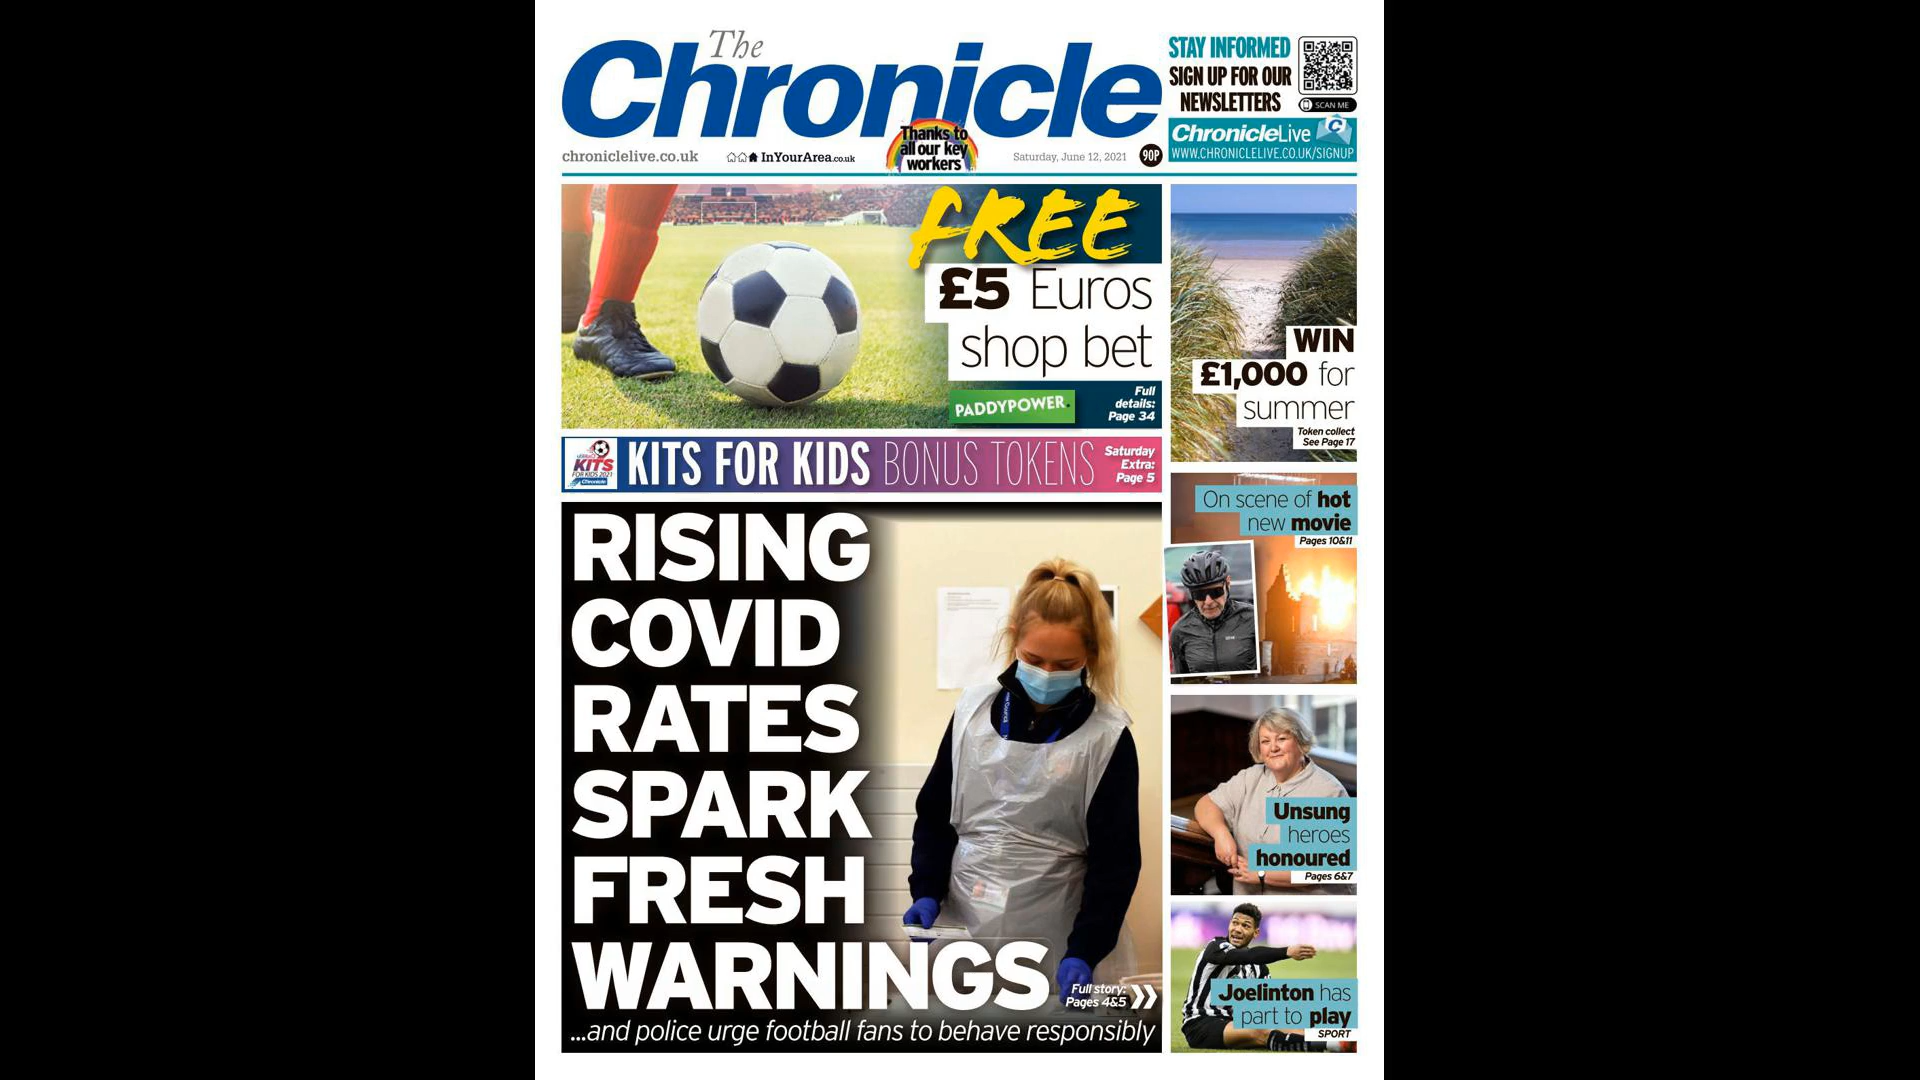 The
Chronicle
chroniclelive.co.uk
InYourArea.co.uk
Thanks to
all our key
workers
Saturday, June 12, 2021
90P
STAY INFORMED
SIGN UP FOR OUR
NEWSLETTERS
SCAN ME
ChronicleLive
WWW.CHRONICLELIVE.CO.UK/SIGNUP
FREE
£5 Euros
shop bet
PADDYPOWER.
Full
details:
Page 34
WIN
£1,000 for
summer
Token collect
See Page 17
KITS
FOR KIDS 2021
Chronicle
KITS FOR KIDS BONUS TOKENS
Saturday
Extra:
Page 5
RISING
COVID
RATES
SPARK
FRESH
WARNINGS
Full story:
Pages 4&5
...and police urge football fans to behave responsibly
On scene of hot
new movie
Pages 10&11
Unsung
heroes
honoured
Pages 6&7
Joelinton has
part to play
SPORT